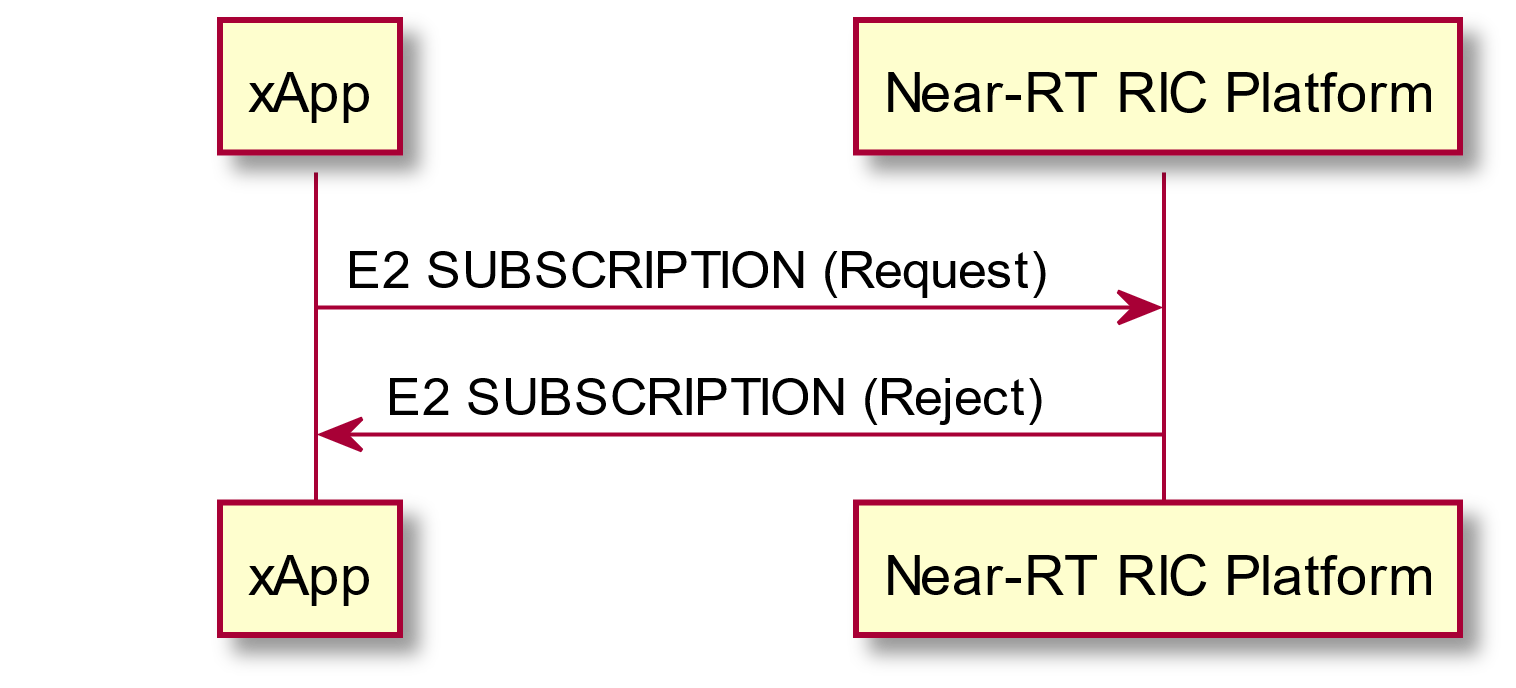 xApp
Near-RT RIC Platform
E2 SUBSCRIPTION (Request)
E2 SUBSCRIPTION (Reject)
xApp
Near-RT RIC Platform